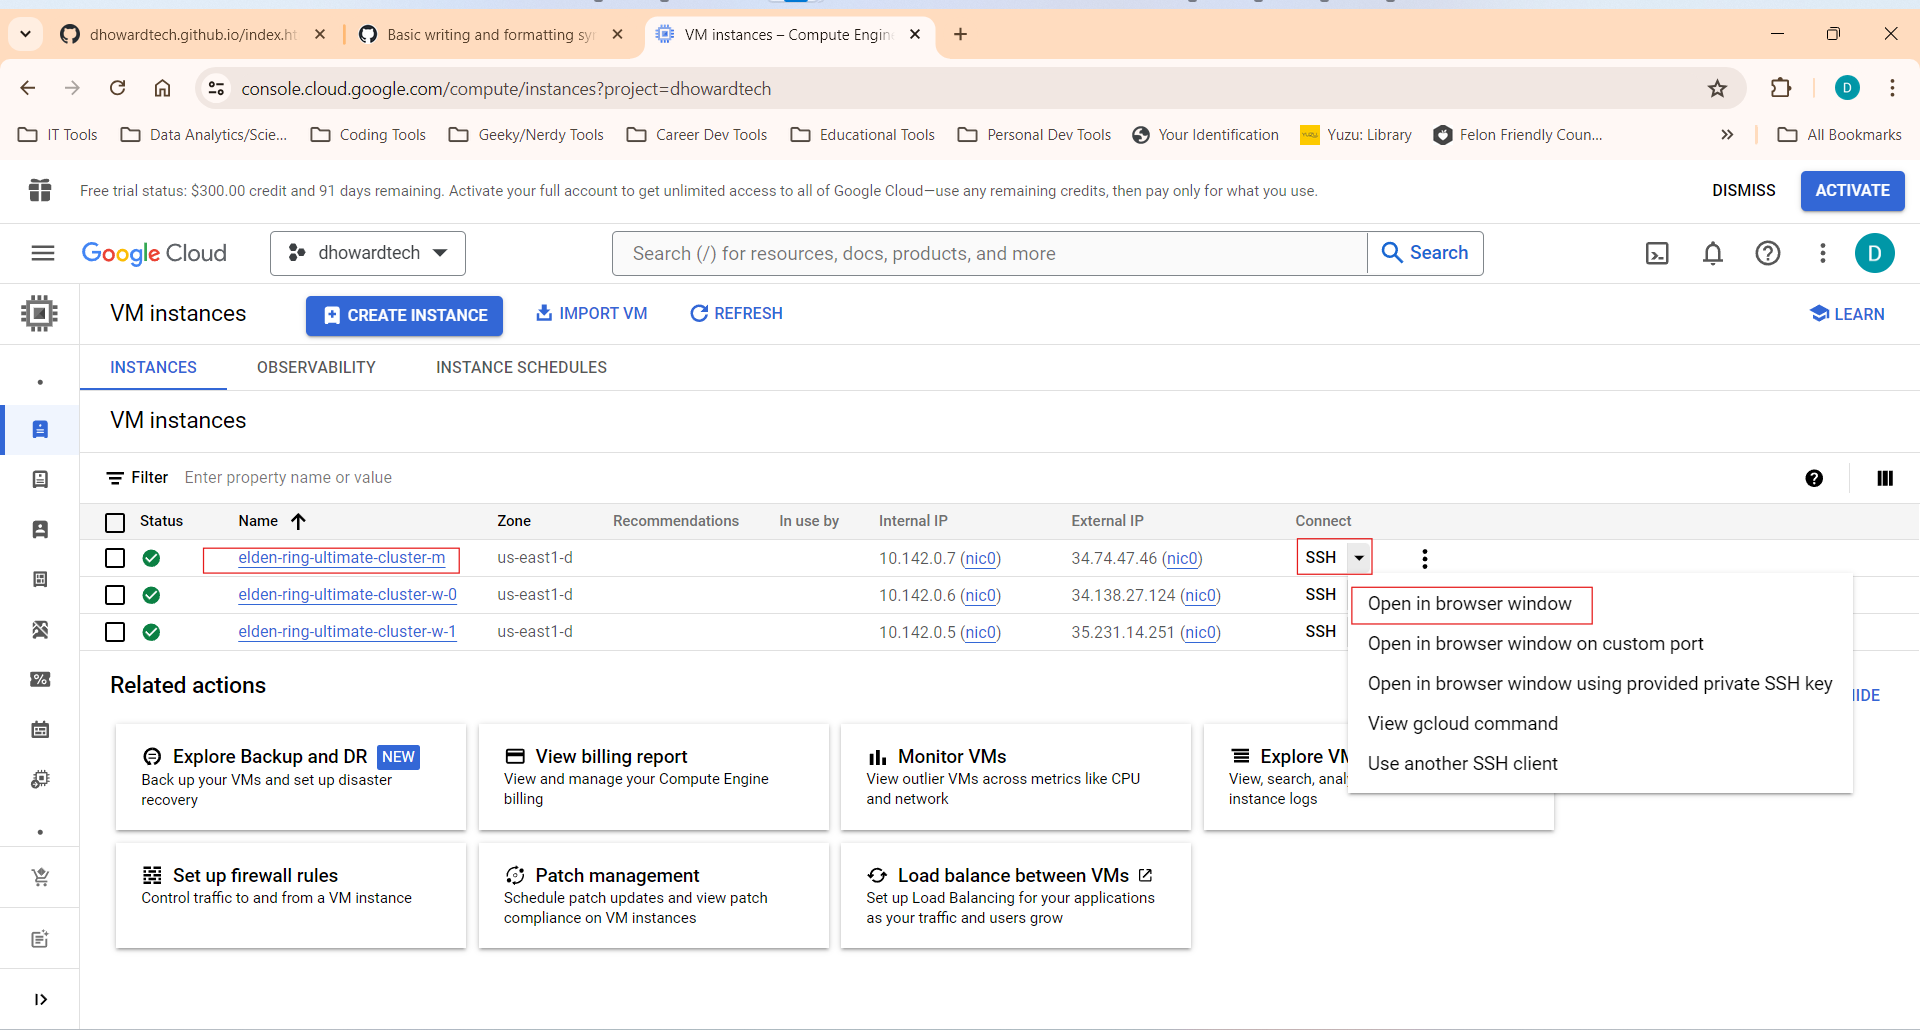 dhowardtech.github.io/index.ht
Basic writing and formatting syn
VM instances – Compute Engin
console.cloud.google.com/compute/instances?project=dhowardtech
D
IT Tools
Data Analytics/Scie...
Coding Tools
Geeky/Nerdy Tools
Career Dev Tools
Educational Tools
Personal Dev Tools
Your Identification
Yuzu: Library
Felon Friendly Coun...
All Bookmarks
Free trial status: $300.00 credit and 91 days remaining. Activate your full account to get unlimited access to all of Google Cloud—use any remaining credits, then pay only for what you use.
DISMISS
ACTIVATE
Google Cloud
dhowardtech
Search (/) for resources, docs, products, and more
Search
D
VM instances
CREATE INSTANCE
IMPORT VM
REFRESH
LEARN
INSTANCES
OBSERVABILITY
INSTANCE SCHEDULES
VM instances
Filter Enter property name or value
Status Name Zone Recommendations In use by Internal IP External IP Connect
elden-ring-ultimate-cluster-m us-east1-d 10.142.0.7 (nic0) 34.74.47.46 (nic0) SSH
elden-ring-ultimate-cluster-w-0 us-east1-d 10.142.0.6 (nic0) 34.138.27.124 (nic0) SSH
elden-ring-ultimate-cluster-w-1 us-east1-d 10.142.0.5 (nic0) 35.231.14.251 (nic0) SSH
Open in browser window
Open in browser window on custom port
Open in browser window using provided private SSH key
View gcloud command
Use another SSH client
Related actions
IDE
Explore Backup and DR NEW
Back up your VMs and set up disaster
recovery
View billing report
View and manage your Compute Engine
billing
Monitor VMs
View outlier VMs across metrics like CPU
and network
Explore VM
View, search, analy
instance logs
Set up firewall rules
Control traffic to and from a VM instance
Patch management
Schedule patch updates and view patch
compliance on VM instances
Load balance between VMs
Set up Load Balancing for your applications
as your traffic and users grow